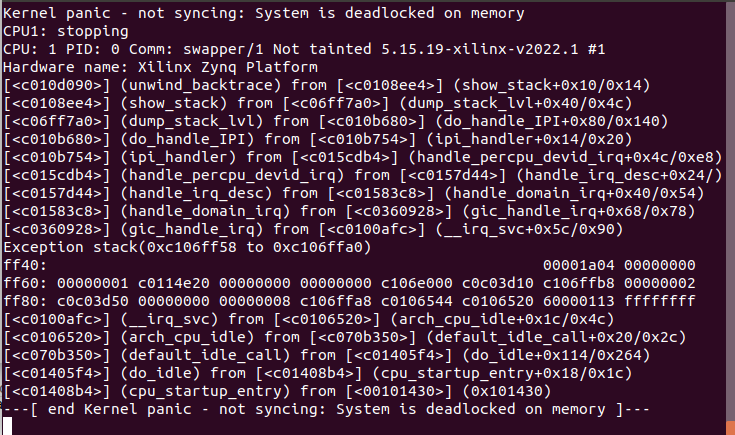 Kernel panic - not syncing: System is deadlocked on memory
CPU1: stopping
CPU: 1 PID: 0 Comm: swapper/1 Not tainted 5.15.19-xilinx-v2022.1 #1
Hardware name: Xilinx Zynq Platform
[<c010d090>] (unwind_backtrace) from [<c0108ee4>] (show_stack+0x10/0x14)
[<c0108ee4>] (show_stack) from [<c06ff7a0>] (dump_stack_lvl+0x40/0x4c)
[<c06ff7a0>] (dump_stack_lvl) from [<c010b680>] (do_handle_IPI+0x80/0x140)
[<c010b680>] (do_handle_IPI) from [<c010b754>] (ipi_handler+0x14/0x20)
[<c010b754>] (ipi_handler) from [<c015cdb4>] (handle_percpu_devid_irq+0x4c/0xe8)
[<c015cdb4>] (handle_percpu_devid_irq) from [<c0157d44>] (handle_irq_desc+0x24/)
[<c0157d44>] (handle_irq_desc) from [<c01583c8>] (handle_domain_irq+0x40/0x54)
[<c01583c8>] (handle_domain_irq) from [<c0360928>] (gic_handle_irq+0x68/0x78)
[<c0360928>] (gic_handle_irq) from [<c0100afc>] (__irq_svc+0x5c/0x90)
Exception stack(0xc106ff58 to 0xc106ffa0)
ff40: 00001a04 00000000
ff60: 00000001 c0114e20 00000000 00000000 c106e000 c0c03d10 c106ffb8 00000002
ff80: c0c03d50 00000000 00000008 c106ffa8 c0106544 c0106520 60000113 ffffffff
[<c0100afc>] (__irq_svc) from [<c0106520>] (arch_cpu_idle+0x1c/0x4c)
[<c0106520>] (arch_cpu_idle) from [<c070b350>] (default_idle_call+0x20/0x2c)
[<c070b350>] (default_idle_call) from [<c01405f4>] (do_idle+0x114/0x264)
[<c01405f4>] (do_idle) from [<c01408b4>] (cpu_startup_entry+0x18/0x1c)
[<c01408b4>] (cpu_startup_entry) from [<00101430>] (0x101430)
---[ end Kernel panic - not syncing: System is deadlocked on memory ]---